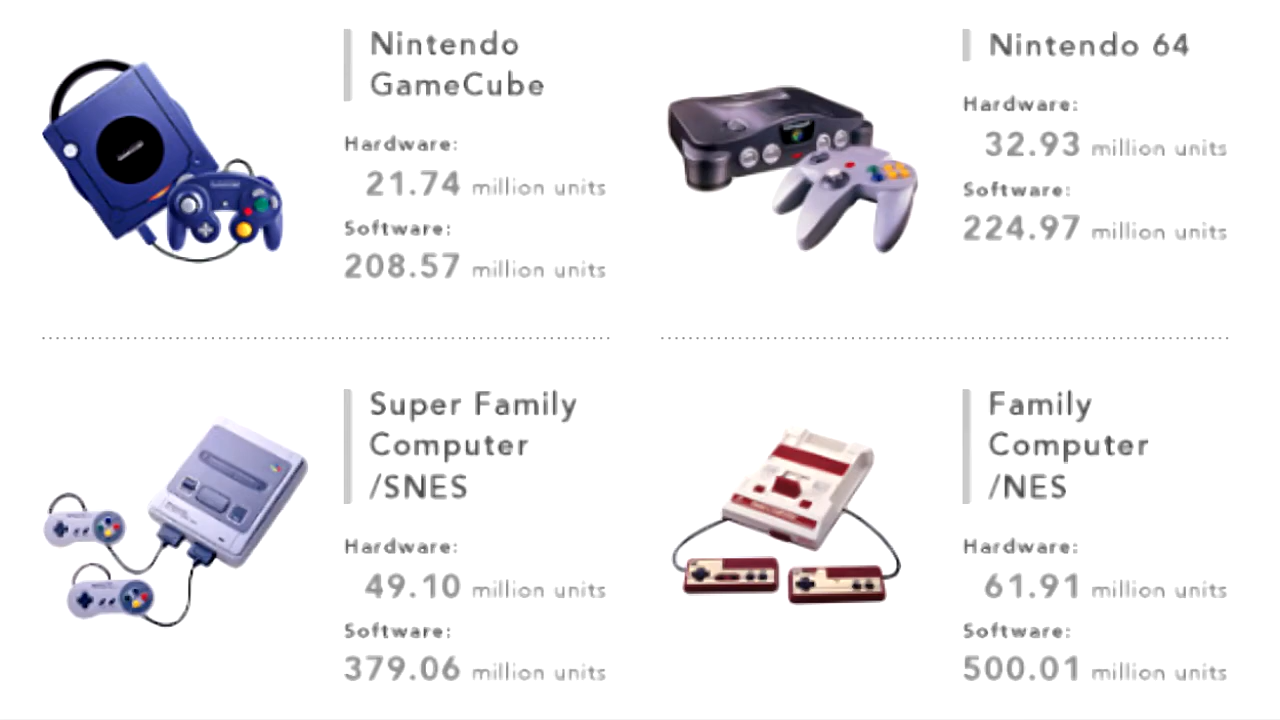 Nintendo
GameCube
Hardware:
21.74 million units
Software:
208.57 million units
Nintendo 64
Hardware:
32.93 million units
Software:
224.97 million units
Super Family
Computer
/SNES
Hardware:
49.10 million units
Software:
379.06 million units
Family
Computer
/NES
Hardware:
61.91 million units
Software:
500.01 million units